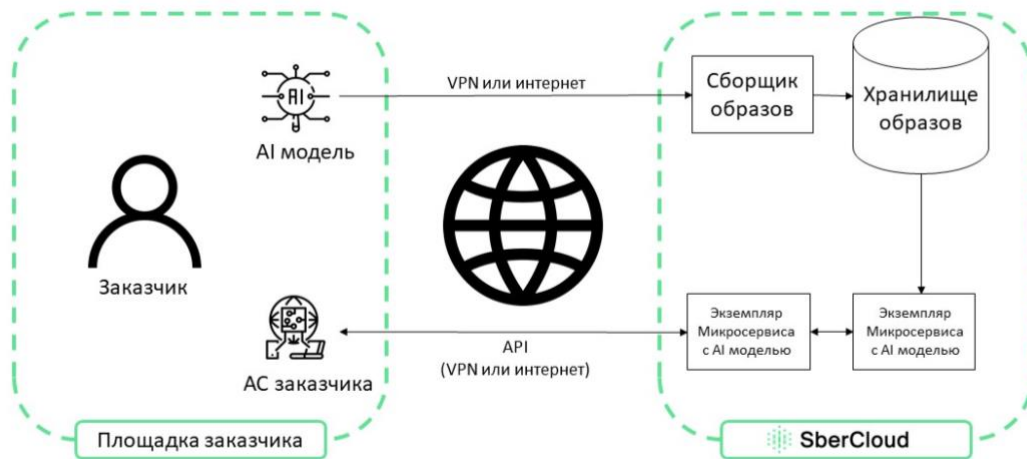 AI
AI модель
Заказчик
АС заказчика
Площадка заказчика
VPN или интернет
API
(VPN или интернет)
Сборщик
образов
Хранилище
образов
Экземпляр
Микросервиса
с AI моделью
Экземпляр
Микросервиса
с AI моделью
SberCloud